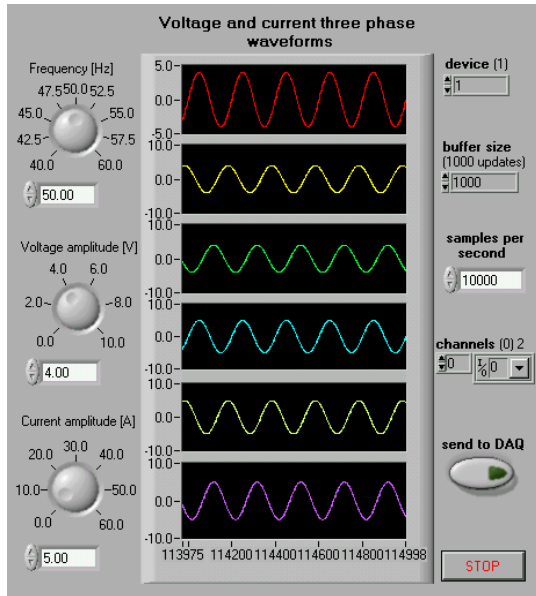 Voltage and current three phase
waveforms
Frequency [Hz]
47.5 50.0 52.5
45.0 55.0
42.5 57.5
40.0 60.0
50.00
Voltage amplitude [V]
4.0 6.0
2.0 8.0
0.0 10.0
4.00
Current amplitude [A]
20.0 30.0 40.0
10.0 50.0
0.0 60.0
5.00
5.0
0.0
-5.0
10.0
0.0
-10.0
10.0
0.0
-10.0
10.0
0.0
-10.0
10.0
0.0
-10.0
10.0
0.0
-10.0
113975 114200 114400 114600 114800 114998
device (1)
1
buffer size
(1000 updates)
1000
samples per
second
10000
channels (0) 2
0 I/O 0
send to DAQ
STOP